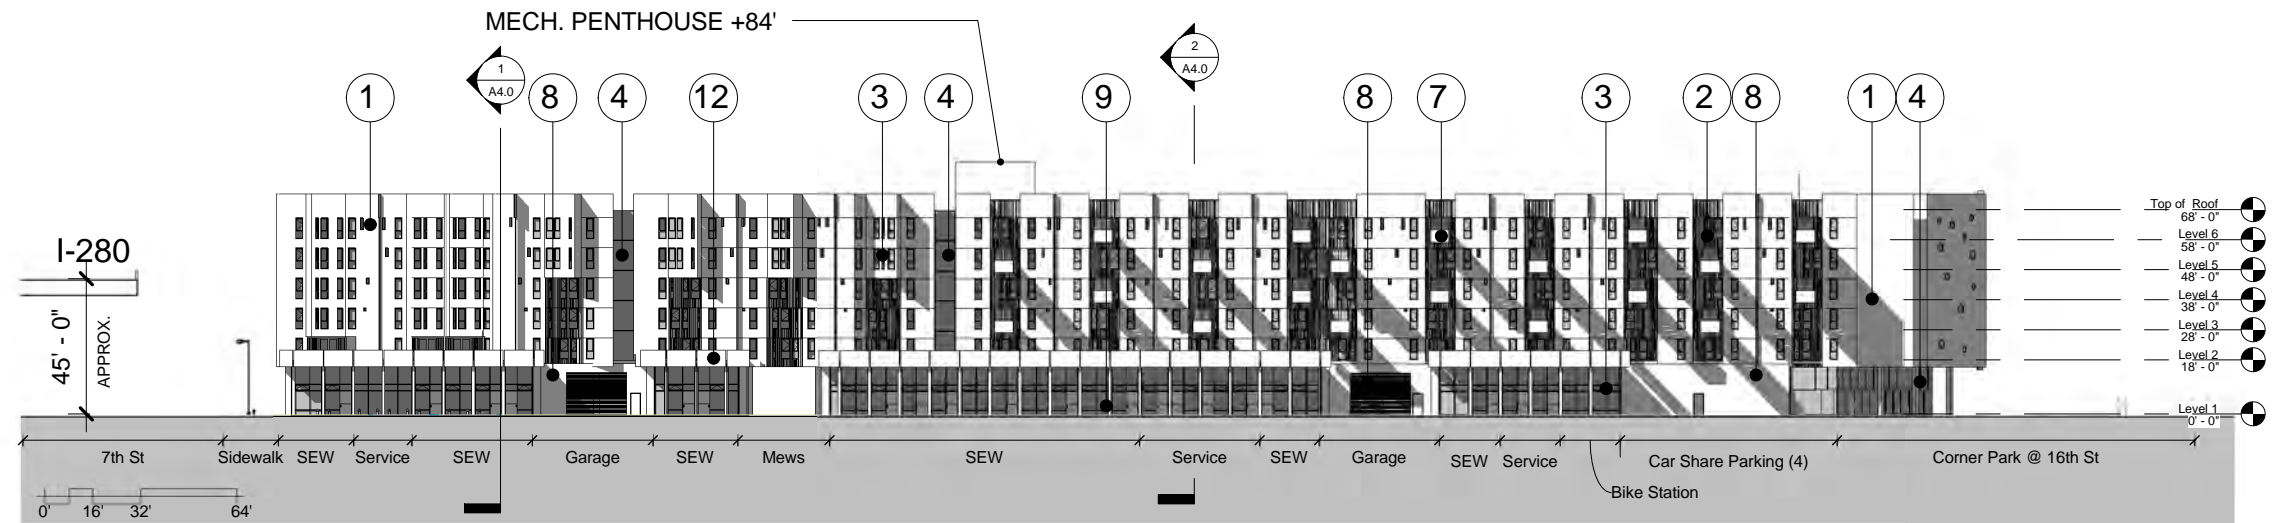 MECH. PENTHOUSE +84'
1
A4.0
2
A4.0
1
8
4
12
3
4
9
8
7
3
2
8
1
4
I-280
45' - 0"
APPROX.
Top of Roof
68' - 0"
Level 6
58' - 0"
Level 5
48' - 0"
Level 4
38' - 0"
Level 3
28' - 0"
Level 2
18' - 0"
Level 1
0' - 0"
7th St
Sidewalk
SEW
Service
SEW
Garage
SEW
Mews
SEW
Service
SEW
Garage
SEW
Service
Car Share Parking (4)
Corner Park @ 16th St
Bike Station
0'
16'
32'
64'